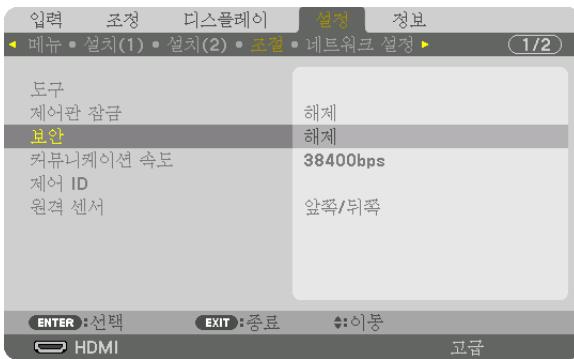 입력 조정 디스플레이 설정 정보
◀ 메뉴 • 설치(1) • 설치(2) • 조절 • 네트워크 설정 ▶ 1/2
도구
제어판 잠금 해제
보안 해제
커뮤니케이션 속도 38400bps
제어 ID
원격 센서 앞쪽/뒤쪽
ENTER :선택 EXIT :종료 ⬍:이동
HDMI 고급